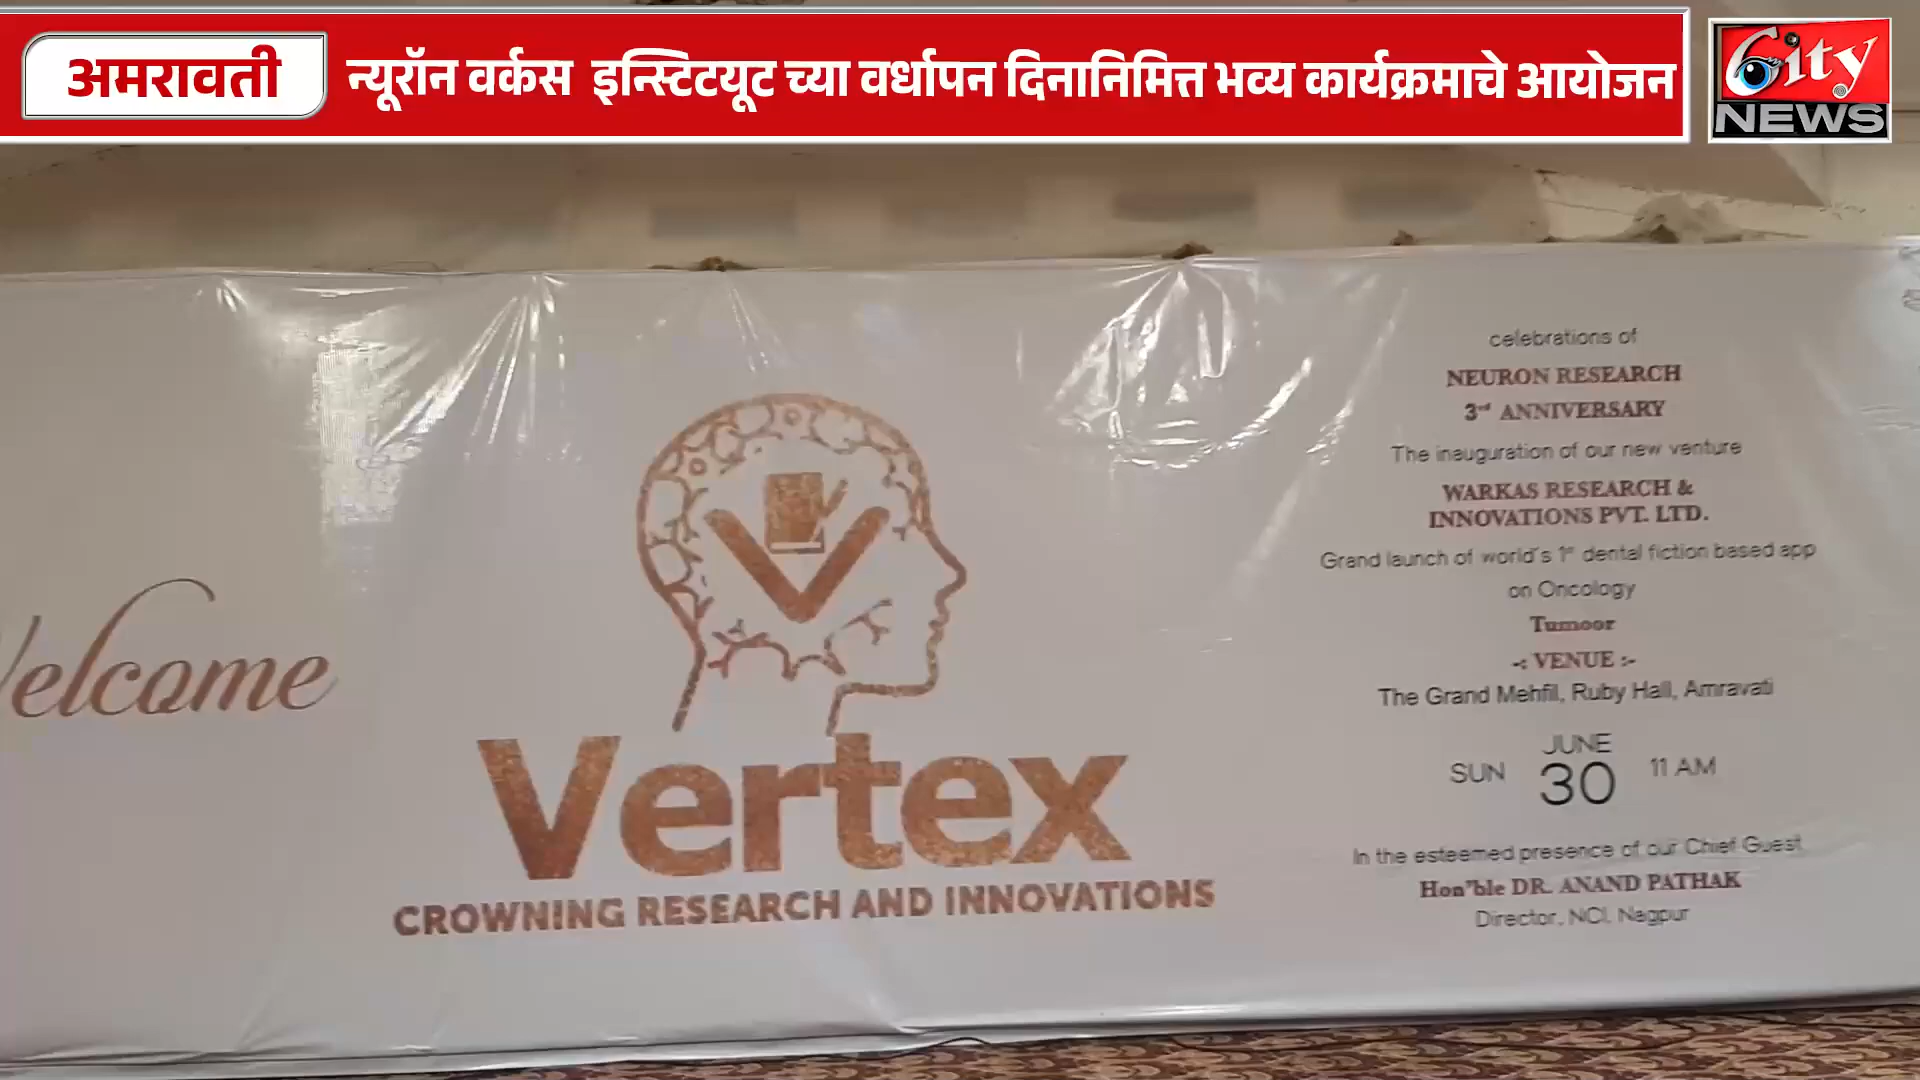 अमरावती
न्यूरॉन वर्कस इन्स्टिटयूट च्या वर्धापन दिनानिमित्त भव्य कार्यक्रमाचे आयोजन
City
NEWS
celebrations of
NEURON RESEARCH
3rd ANNIVERSARY
The inauguration of our new venture
WARKAS RESEARCH &
INNOVATIONS PVT. LTD.
Grand launch of world's 1st dental fiction based app
on Oncology
Tumoor
-: VENUE :-
The Grand Mehfil, Ruby Hall, Amravati
JUNE
SUN 30 11 AM
In the esteemed presence of our Chief Guest
Hon'ble DR. ANAND PATHAK
Director, NCI, Nagpur
Welcome
Vertex
CROWNING RESEARCH AND INNOVATIONS